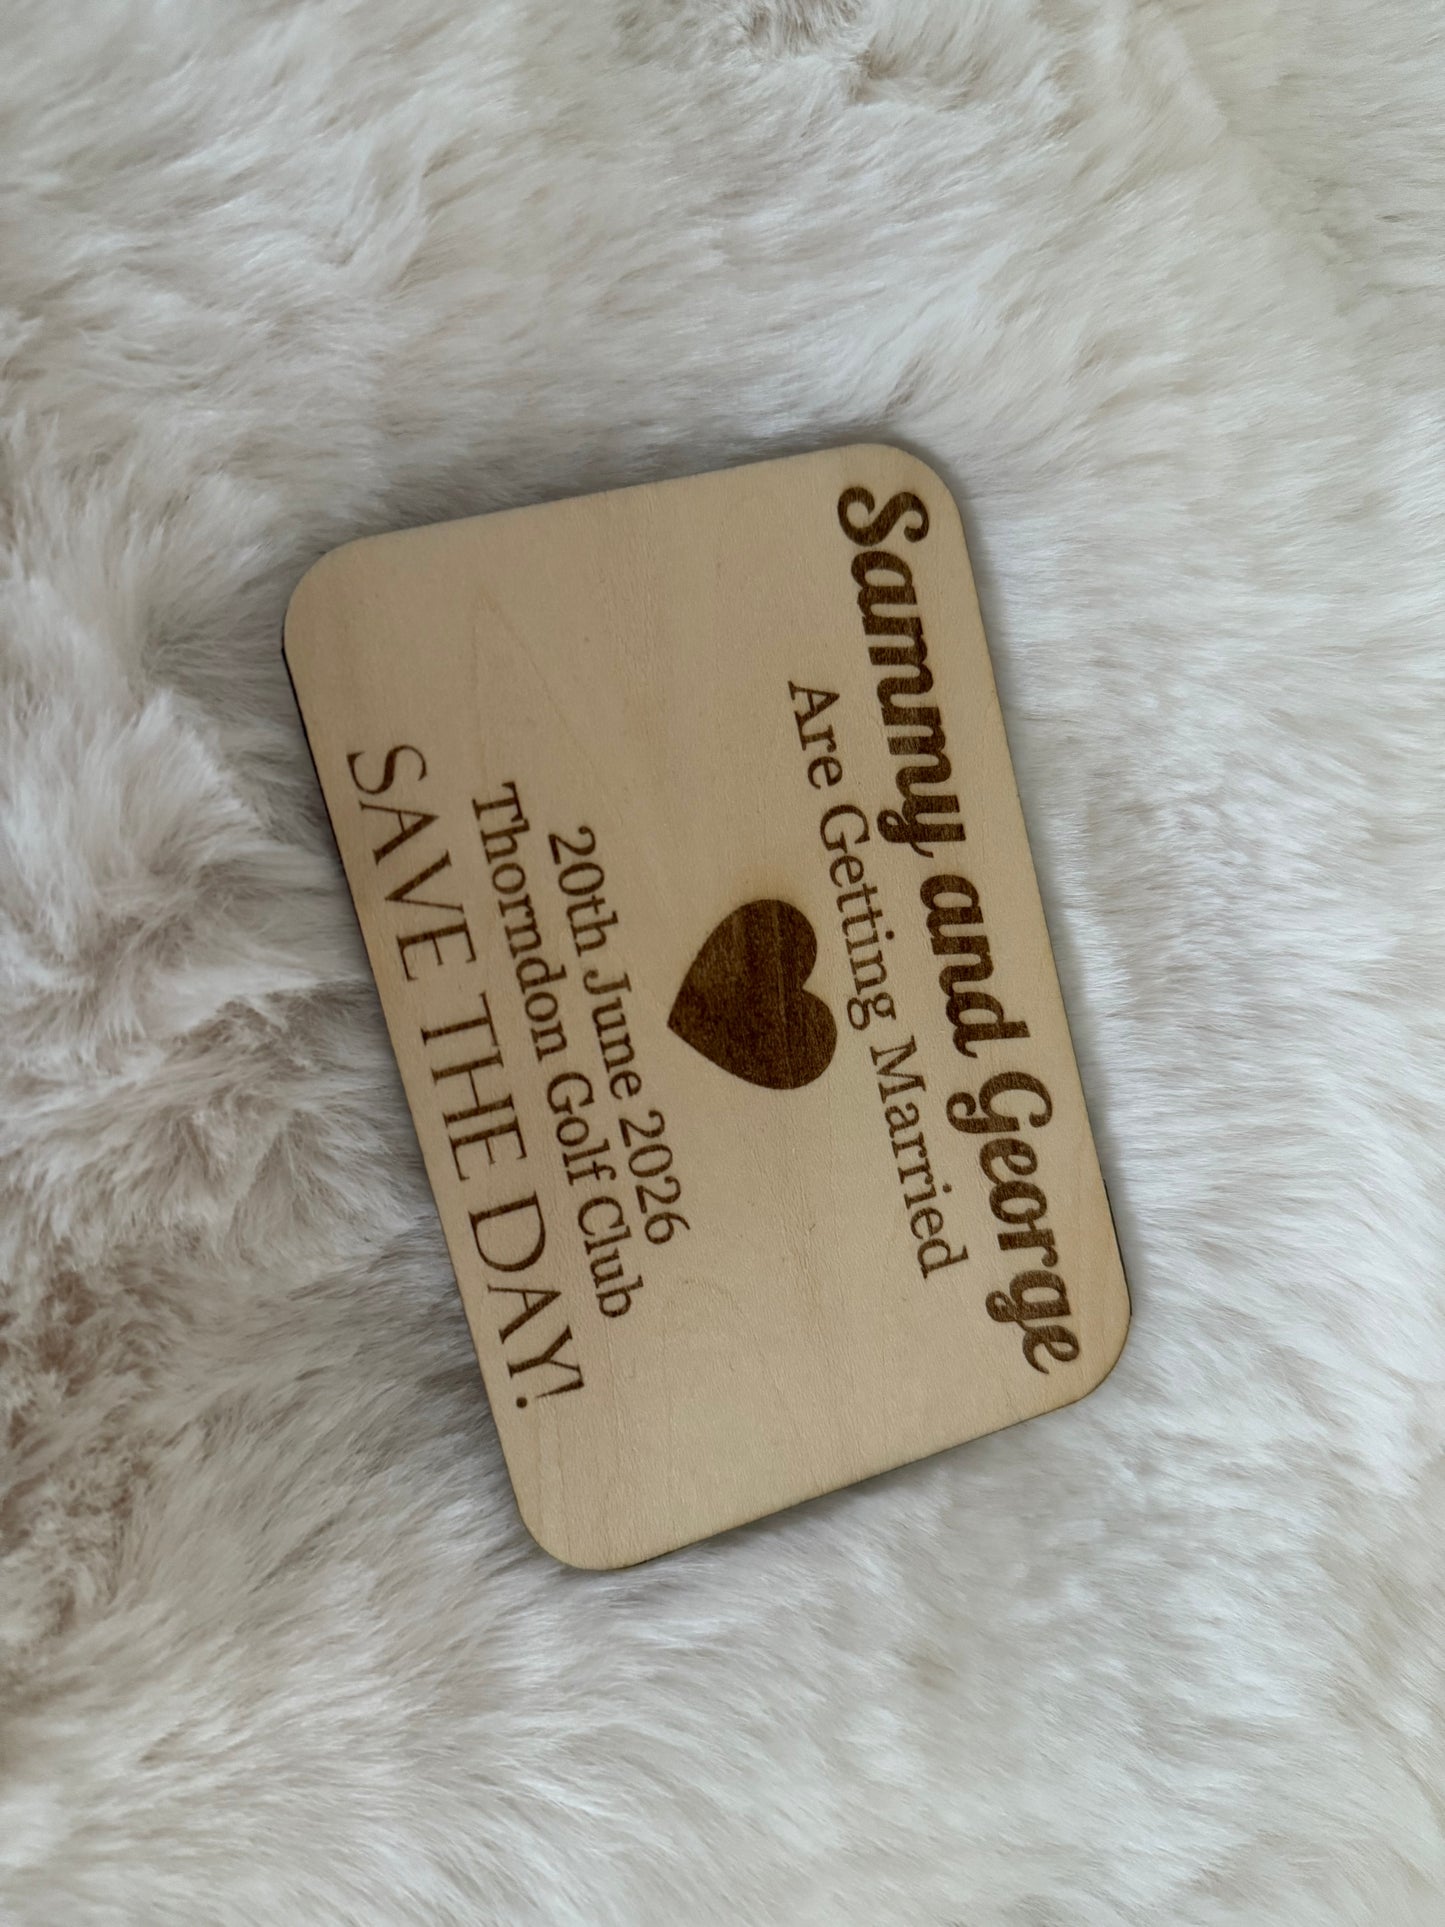 Sammy and George
Are Getting Married
20th June 2026
Thorndon Golf Club
SAVE THE DAY!